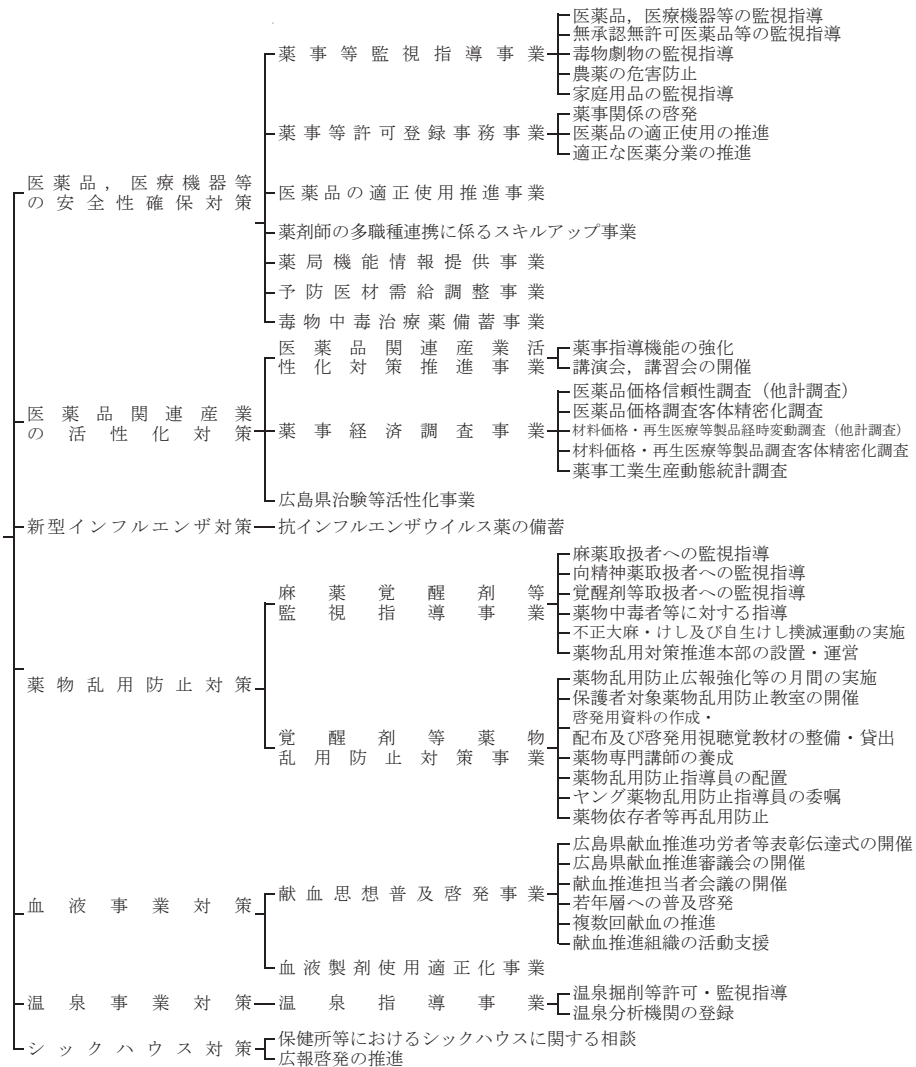 医薬品，医療機器等
の安全性確保対策
薬事等監視指導事業
医薬品，医療機器等の監視指導
無承認無許可医薬品等の監視指導
毒物劇物の監視指導
農薬の危害防止
家庭用品の監視指導
薬事等許可登録事務事業
薬事関係の啓発
医薬品の適正使用の推進
適正な医薬分業の推進
医薬品の適正使用推進事業
薬剤師の多職種連携に係るスキルアップ事業
薬局機能情報提供事業
予防医材需給調整事業
毒物中毒治療薬備蓄事業
医薬品関連産業
の活性化対策
医薬品関連産業活
性化対策推進事業
薬事指導機能の強化
講演会，講習会の開催
薬事経済調査事業
医薬品価格信頼性調査（他計調査）
医薬品価格調査客体精密化調査
材料価格・再生医療等製品経時変動調査（他計調査）
材料価格・再生医療等製品調査客体精密化調査
薬事工業生産動態統計調査
広島県治験等活性化事業
新型インフルエンザ対策
抗インフルエンザウイルス薬の備蓄
薬物乱用防止対策
麻薬覚醒剤等
監視指導事業
麻薬取扱者への監視指導
向精神薬取扱者への監視指導
覚醒剤等取扱者への監視指導
薬物中毒者等に対する指導
不正大麻・けし及び自生けし撲滅運動の実施
薬物乱用対策推進本部の設置・運営
覚醒剤等薬物
乱用防止対策事業
薬物乱用防止広報強化等の月間の実施
保護者対象薬物乱用防止教室の開催
啓発用資料の作成・
配布及び啓発用視聴覚教材の整備・貸出
薬物専門講師の養成
薬物乱用防止指導員の配置
ヤング薬物乱用防止指導員の委嘱
薬物依存者等再乱用防止
血液事業対策
献血思想普及啓発事業
広島県献血推進功労者等表彰伝達式の開催
広島県献血推進審議会の開催
献血推進担当者会議の開催
若年層への普及啓発
複数回献血の推進
献血推進組織の活動支援
血液製剤使用適正化事業
温泉事業対策
温泉指導事業
温泉掘削等許可・監視指導
温泉分析機関の登録
シックハウス対策
保健所等におけるシックハウスに関する相談
広報啓発の推進